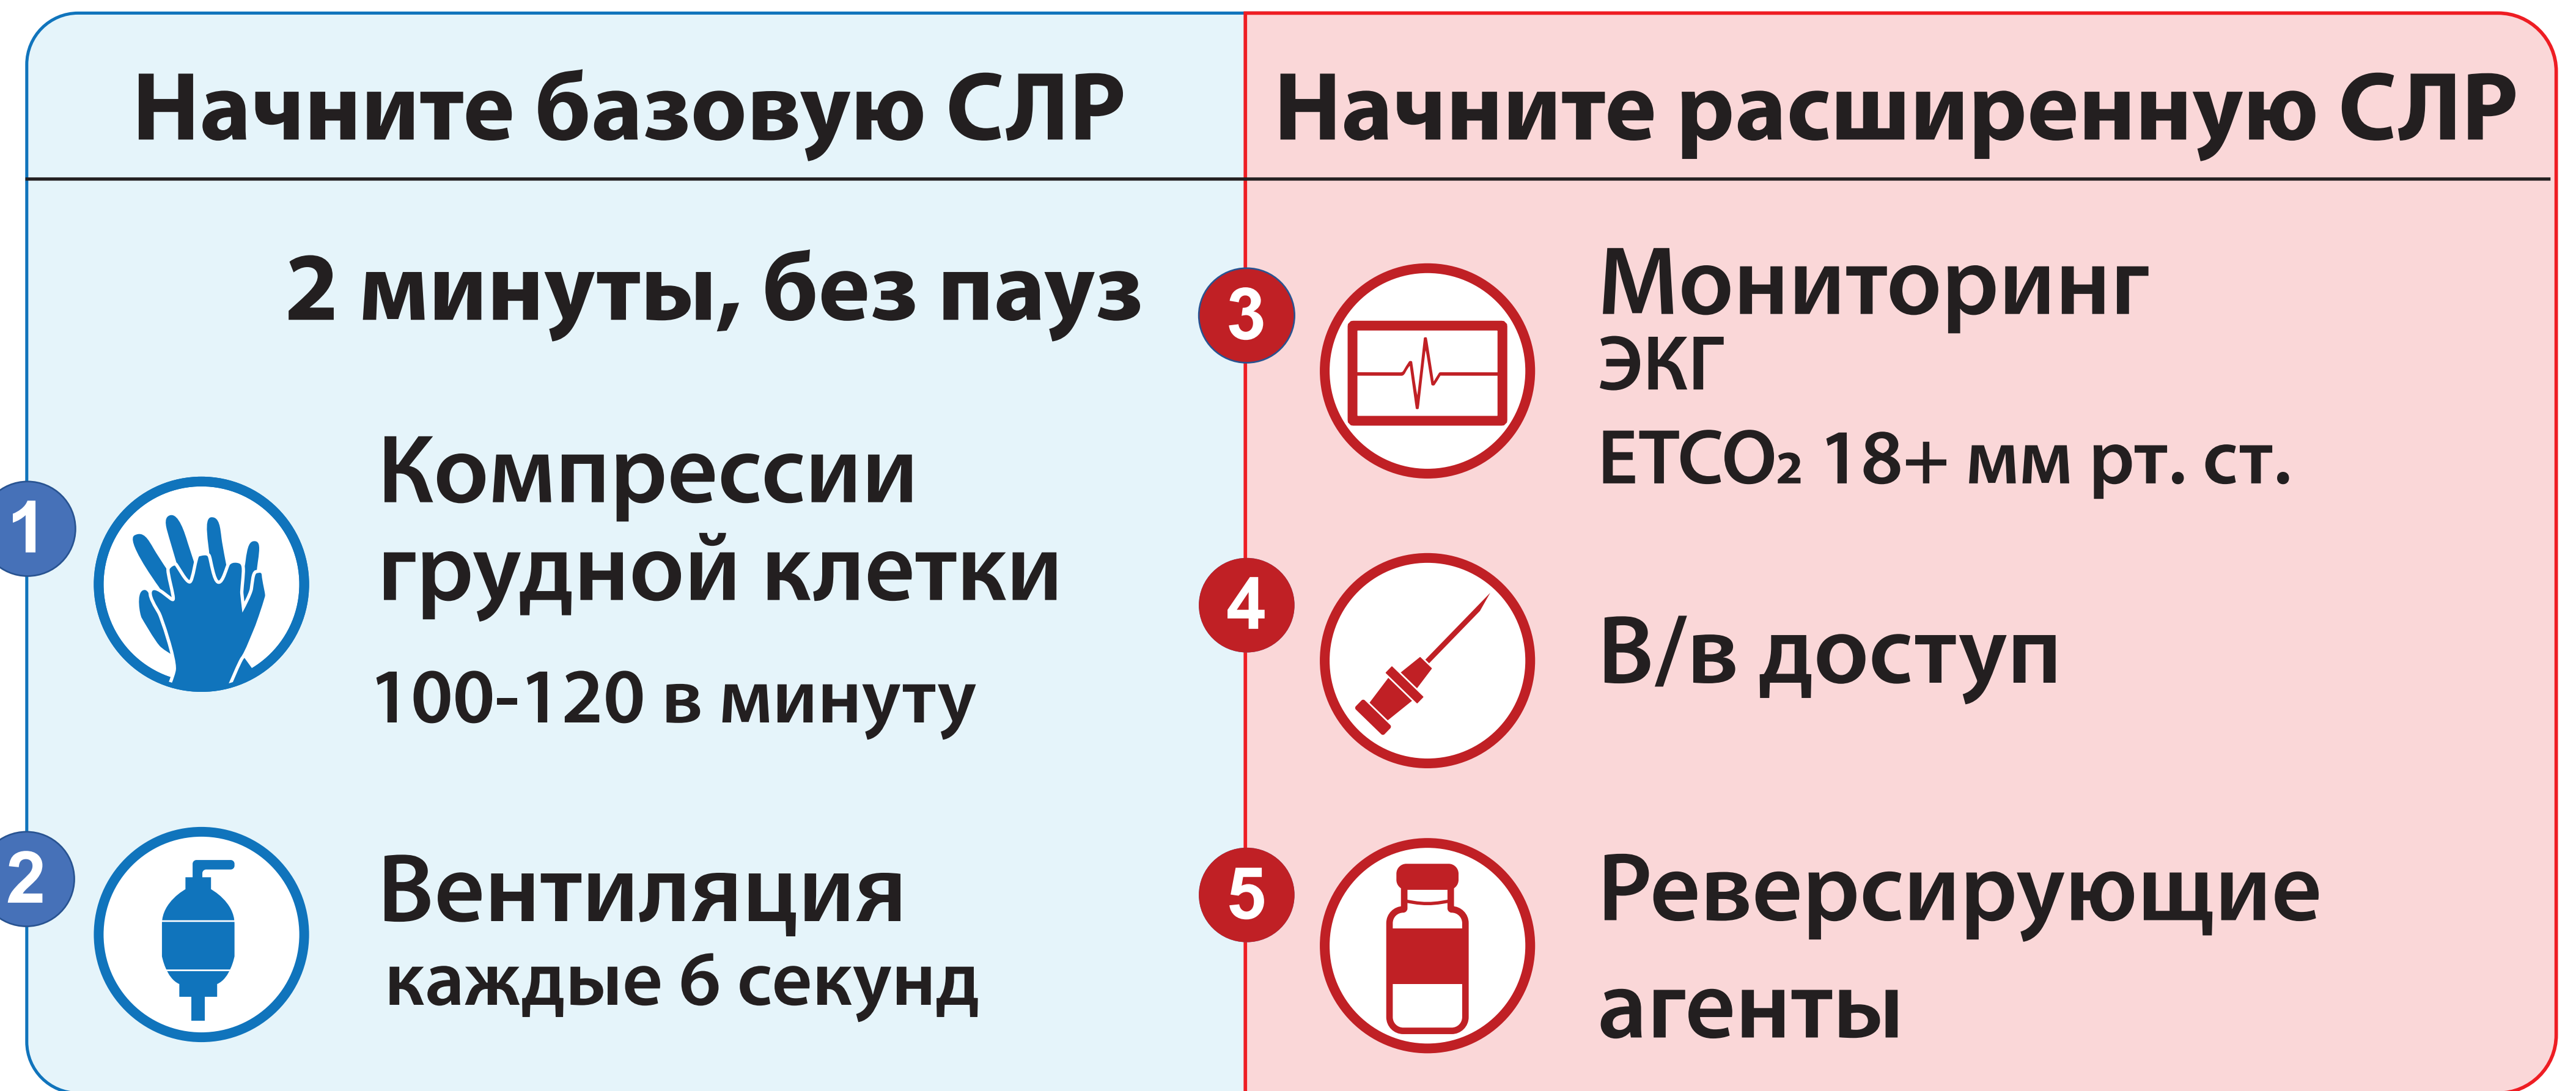 Начните базовую СЛР
2 минуты, без пауз
1
Компрессии
грудной клетки
100-120 в минуту
2
Вентиляция
каждые 6 секунд
Начните расширенную СЛР
3
Мониторинг
ЭКГ
ETCO₂ 18+ мм рт. ст.
4
В/в доступ
5
Реверсирующие
агенты